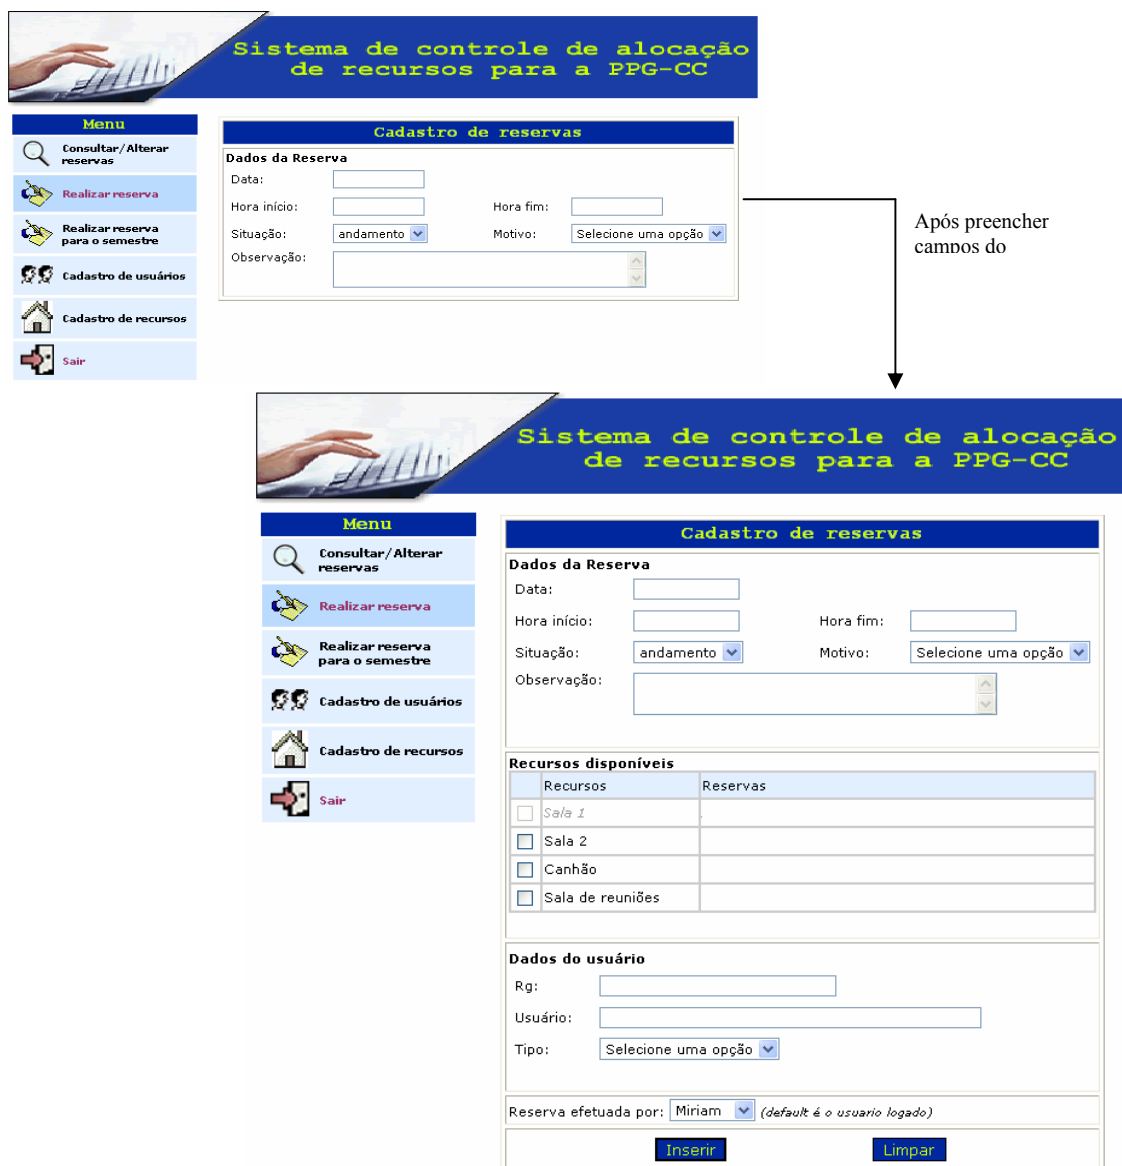 Sistema de controle de alocação
de recursos para a PPG-CC
Menu
Consultar/Alterar
reservas
Realizar reserva
Realizar reserva
para o semestre
Cadastro de usuários
Cadastro de recursos
Sair
Cadastro de reservas
Dados da Reserva
Data:
Hora início: Hora fim:
Situação: andamento Motivo: Selecione uma opção
Observação:
Após preencher
campos do
Sistema de controle de alocação
de recursos para a PPG-CC
Menu
Consultar/Alterar
reservas
Realizar reserva
Realizar reserva
para o semestre
Cadastro de usuários
Cadastro de recursos
Sair
Cadastro de reservas
Dados da Reserva
Data:
Hora início: Hora fim:
Situação: andamento Motivo: Selecione uma opção
Observação:
Recursos disponíveis
Recursos Reservas
Sala 1 .
Sala 2
Canhão
Sala de reuniões
Dados do usuário
Rg:
Usuário:
Tipo: Selecione uma opção
Reserva efetuada por: Miriam (default é o usuario logado)
Inserir Limpar